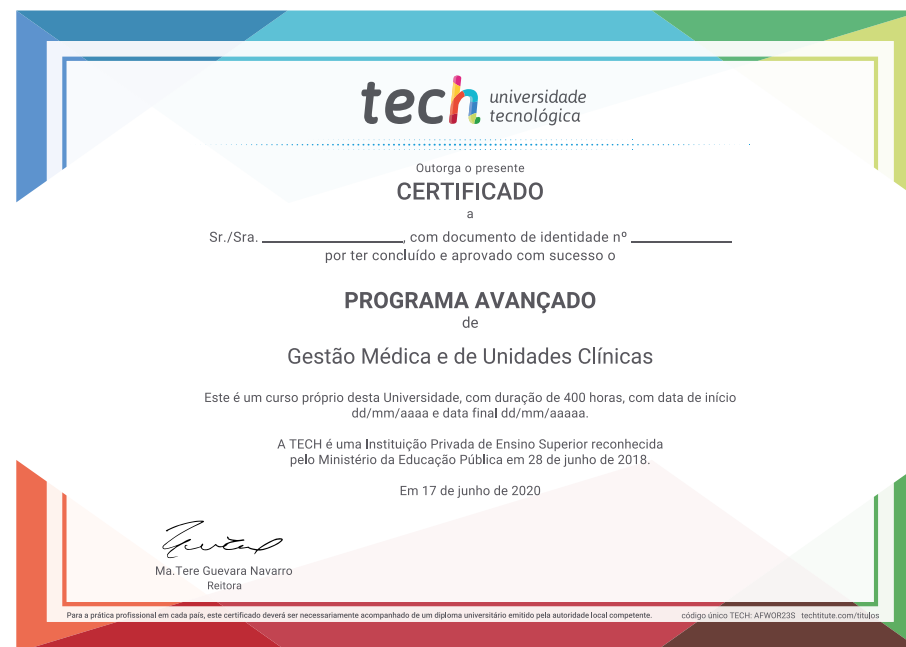 tech universidade
tecnológica
Outorga o presente
CERTIFICADO
a
Sr./Sra. ____________, com documento de identidade nº _________
por ter concluído e aprovado com sucesso o
PROGRAMA AVANÇADO
de
Gestão Médica e de Unidades Clínicas
Este é um curso próprio desta Universidade, com duração de 400 horas, com data de início
dd/mm/aaaa e data final dd/mm/aaaaa.
A TECH é uma Instituição Privada de Ensino Superior reconhecida
pelo Ministério da Educação Pública em 28 de junho de 2018.
Em 17 de junho de 2020
Ma.Tere Guevara Navarro
Reitora
Para a prática profissional em cada país, este certificado deverá ser necessariamente acompanhado de um diploma universitário emitido pela autoridade local competente. código único TECH: AFWOR23S techtitute.com/titulos